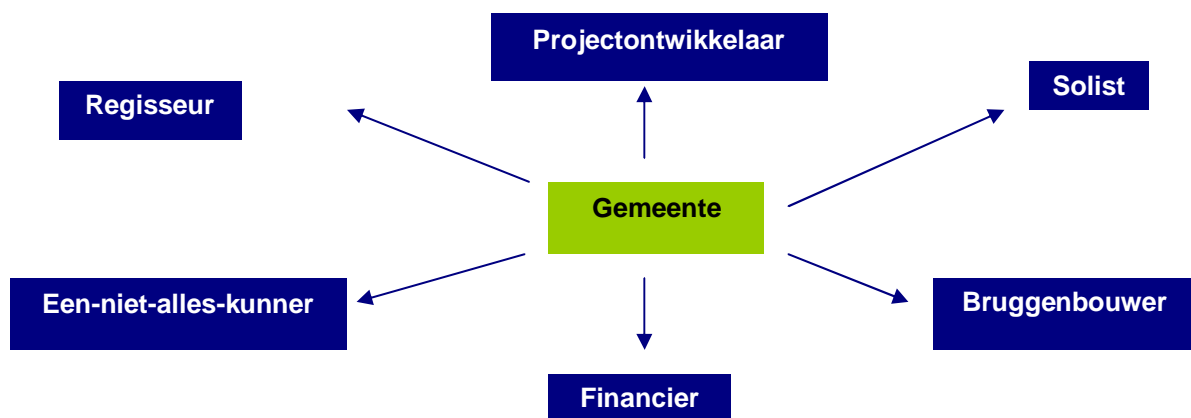 Projectontwikkelaar
Regisseur
Solist
Gemeente
Een-niet-alles-kunner
Bruggenbouwer
Financier